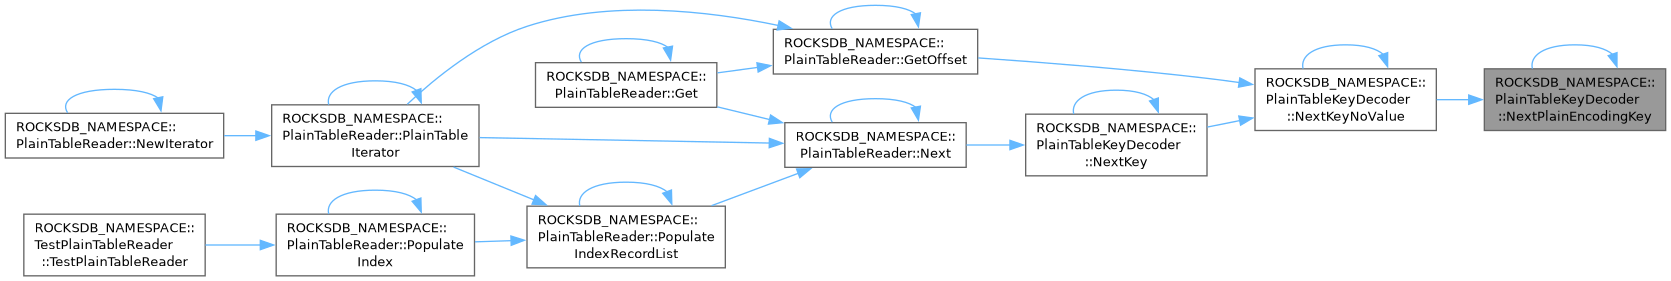 ROCKSDB_NAMESPACE::
PlainTableReader::NewIterator
ROCKSDB_NAMESPACE::
TestPlainTableReader
::TestPlainTableReader
ROCKSDB_NAMESPACE::
PlainTableReader::PlainTable
Iterator
ROCKSDB_NAMESPACE::
PlainTableReader::Populate
Index
ROCKSDB_NAMESPACE::
PlainTableReader::Get
ROCKSDB_NAMESPACE::
PlainTableReader::Populate
IndexRecordList
ROCKSDB_NAMESPACE::
PlainTableReader::GetOffset
ROCKSDB_NAMESPACE::
PlainTableReader::Next
ROCKSDB_NAMESPACE::
PlainTableKeyDecoder
::NextKey
ROCKSDB_NAMESPACE::
PlainTableKeyDecoder
::NextKeyNoValue
ROCKSDB_NAMESPACE::
PlainTableKeyDecoder
::NextPlainEncodingKey